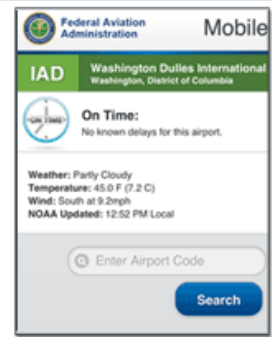 Federal Aviation
Administration
Mobile
IAD
Washington Dulles International
Washington, District of Columbia
ON TIME
On Time:
No known delays for this airport.
Weather: Partly Cloudy
Temperature: 45.0 F (7.2 C)
Wind: South at 9.2mph
NOAA Updated: 12:52 PM Local
Enter Airport Code
Search